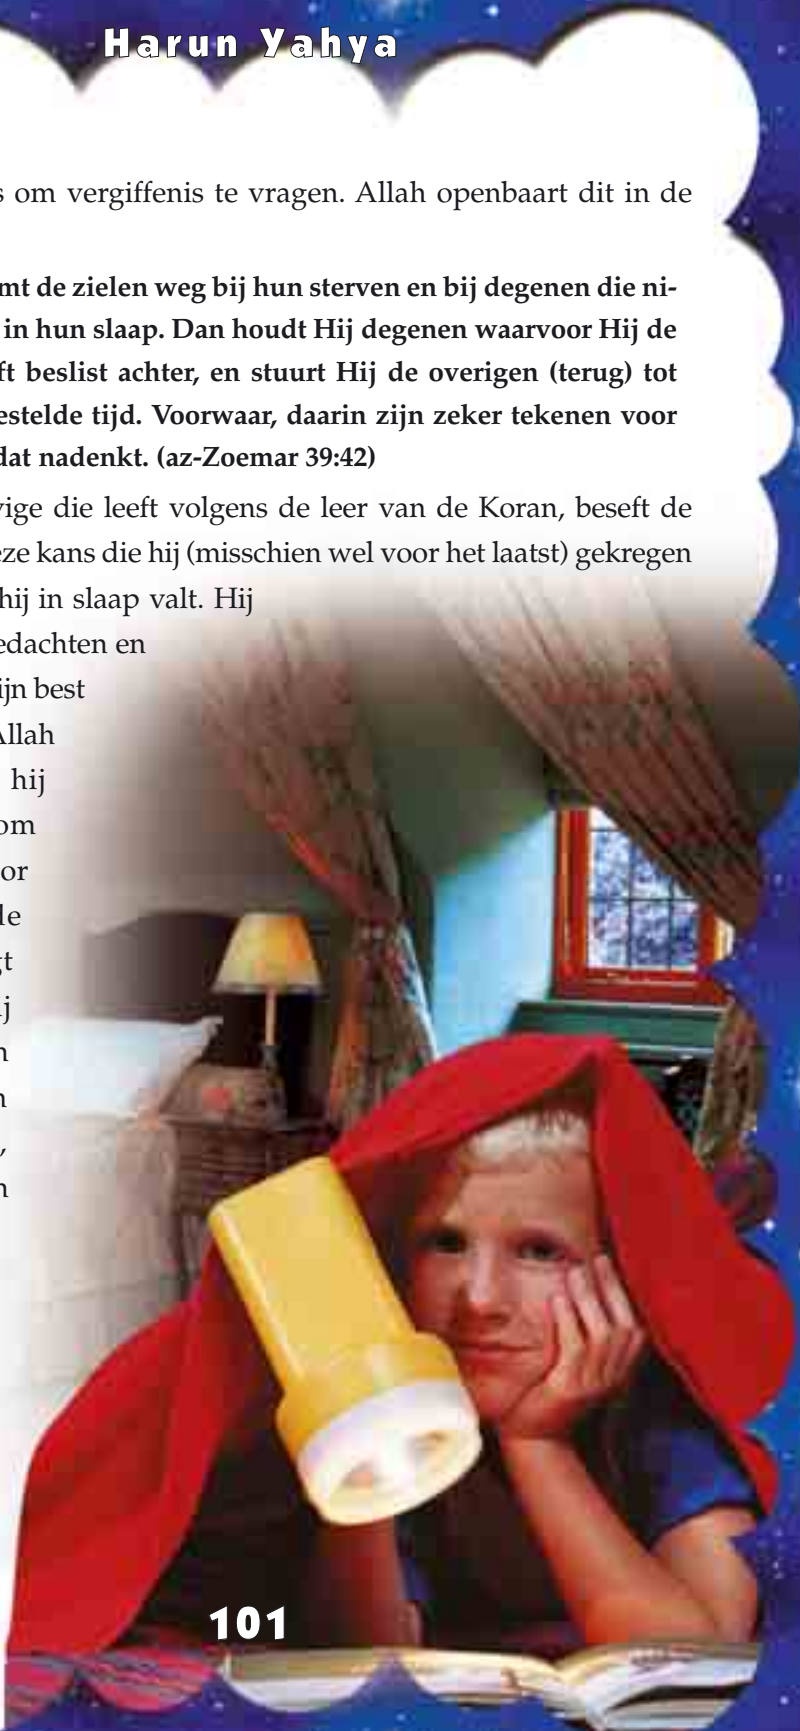 Harun Yahya
s om vergiffenis te vragen. Allah openbaart dit in de
mt de zielen weg bij hun sterven en bij degenen die ni-
in hun slaap. Dan houdt Hij degenen waarvoor Hij de
ft beslist achter, en stuurt Hij de overigen (terug) tot
estelde tijd. Voorwaar, daarin zijn zeker tekenen voor
dat nadenkt. (az-Zoemar 39:42)
vige die leeft volgens de leer van de Koran, beseft de
eze kans die hij (misschien wel voor het laatst) gekregen
hij in slaap valt. Hij
edachten en
ijn best
Allah
hij
om
or
le
gt
ij
n
n
,
n
101